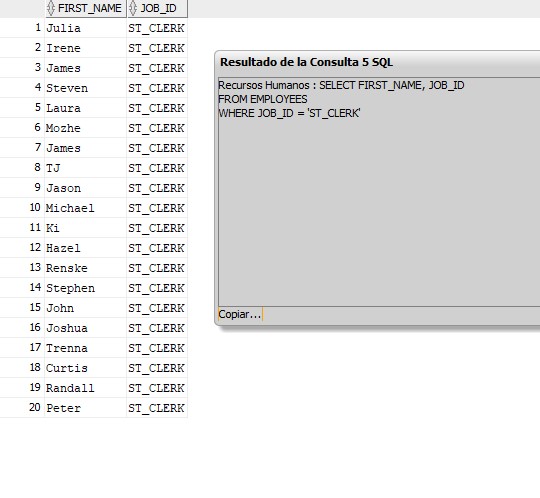 FIRST_NAME JOB_ID
1 Julia ST_CLERK
2 Irene ST_CLERK
3 James ST_CLERK
4 Steven ST_CLERK
5 Laura ST_CLERK
6 Mozhe ST_CLERK
7 James ST_CLERK
8 TJ ST_CLERK
9 Jason ST_CLERK
10 Michael ST_CLERK
11 Ki ST_CLERK
12 Hazel ST_CLERK
13 Renske ST_CLERK
14 Stephen ST_CLERK
15 John ST_CLERK
16 Joshua ST_CLERK
17 Trenna ST_CLERK
18 Curtis ST_CLERK
19 Randall ST_CLERK
20 Peter ST_CLERK
Resultado de la Consulta 5 SQL
Recursos Humanos : SELECT FIRST_NAME, JOB_ID
FROM EMPLOYEES
WHERE JOB_ID = 'ST_CLERK'
Copiar...